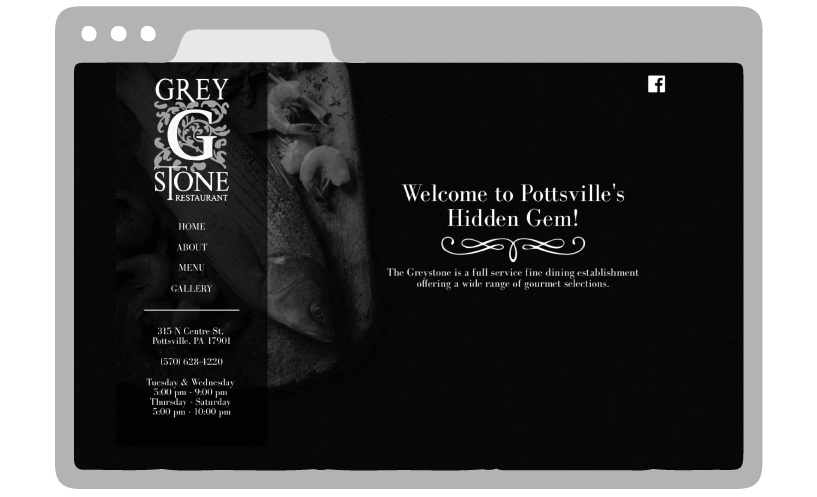 GREY
G
STONE
RESTAURANT
HOME
ABOUT
MENU
GALLERY
315 N Centre St.
Pottsville, PA 17901
(570) 628-4220
Tuesday & Wednesday
5:00 pm - 9:00 pm
Thursday - Saturday
5:00 pm - 10:00 pm
f
Welcome to Pottsville's
Hidden Gem!
The Greystone is a full service fine dining establishment
offering a wide range of gourmet selections.